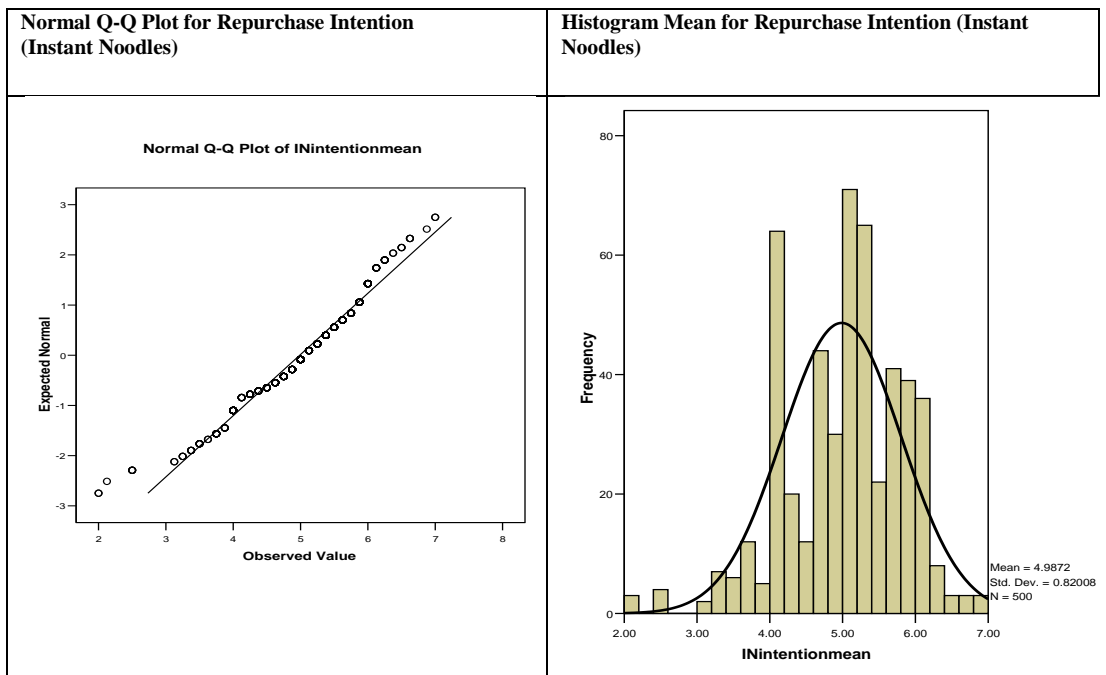 Normal Q-Q Plot for Repurchase Intention
(Instant Noodles)
Histogram Mean for Repurchase Intention (Instant
Noodles)
Normal Q-Q Plot of INintentionmean
Expected Normal
3
2
1
0
-1
-2
-3
2 3 4 5 6 7 8
Observed Value
Frequency
80
60
40
20
0
2.00 3.00 4.00 5.00 6.00 7.00
INintentionmean
Mean = 4.9872
Std. Dev. = 0.82008
N = 500